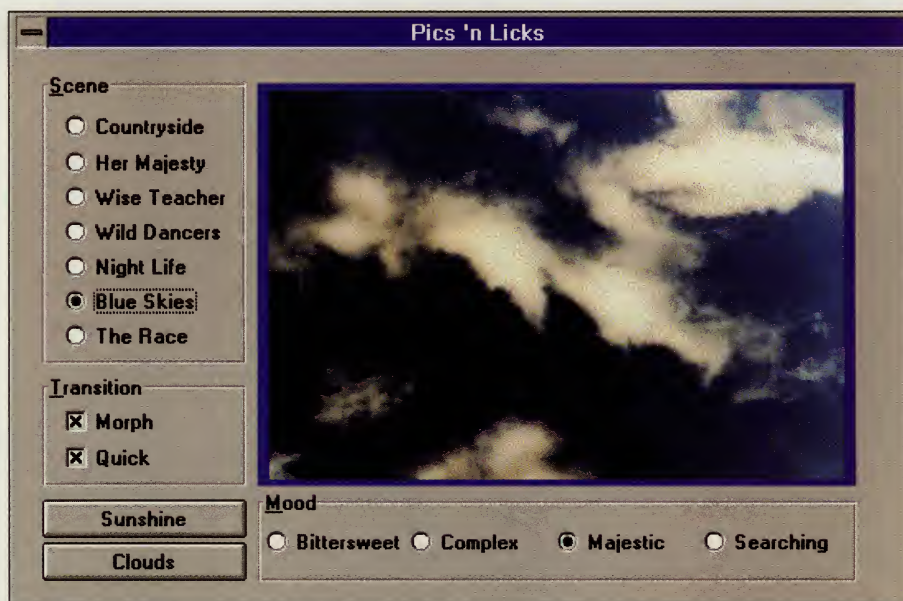 Pics 'n Licks
Scene
Countryside
Her Majesty
Wise Teacher
Wild Dancers
Night Life
Blue Skies
The Race
Transition
Morph
Quick
Sunshine
Clouds
Mood
Bittersweet Complex Majestic Searching